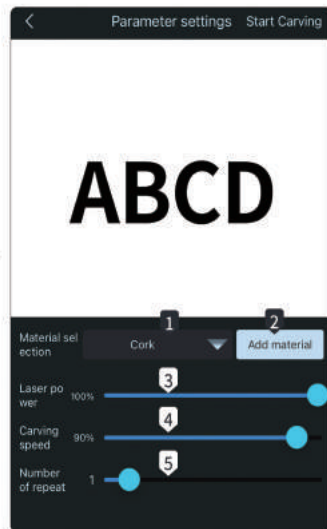 Parameter settings Start Carving
ABCD
1 2
Material sel
ection
Cork
Add material
3
Laser po
wer
100%
4
Carving
speed
90%
5
Number
of repeat
1